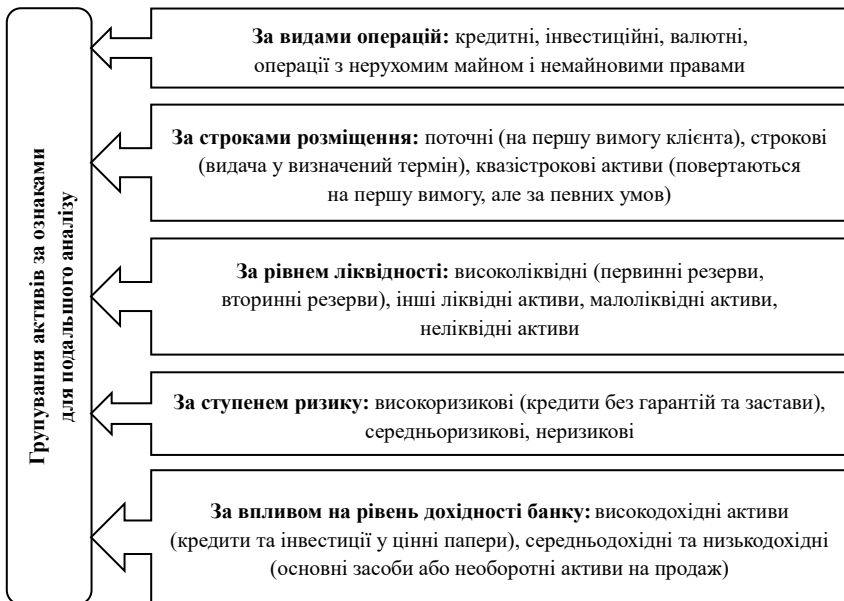 Групування активів за ознаками
для подальшого аналізу
За видами операцій: кредитні, інвестиційні, валютні,
операції з нерухомим майном і немайновими правами
За строками розміщення: поточні (на першу вимогу клієнта), строкові
(видача у визначений термін), квазістрокові активи (повертаються
на першу вимогу, але за певних умов)
За рівнем ліквідності: високоліквідні (первинні резерви,
вторинні резерви), інші ліквідні активи, малоліквідні активи,
неліквідні активи
За ступенем ризику: високоризикові (кредити без гарантій та застави),
середньоризикові, неризикові
За впливом на рівень дохідності банку: високодохідні активи
(кредити та інвестиції у цінні папери), середньодохідні та низькодохідні
(основні засоби або необоротні активи на продаж)